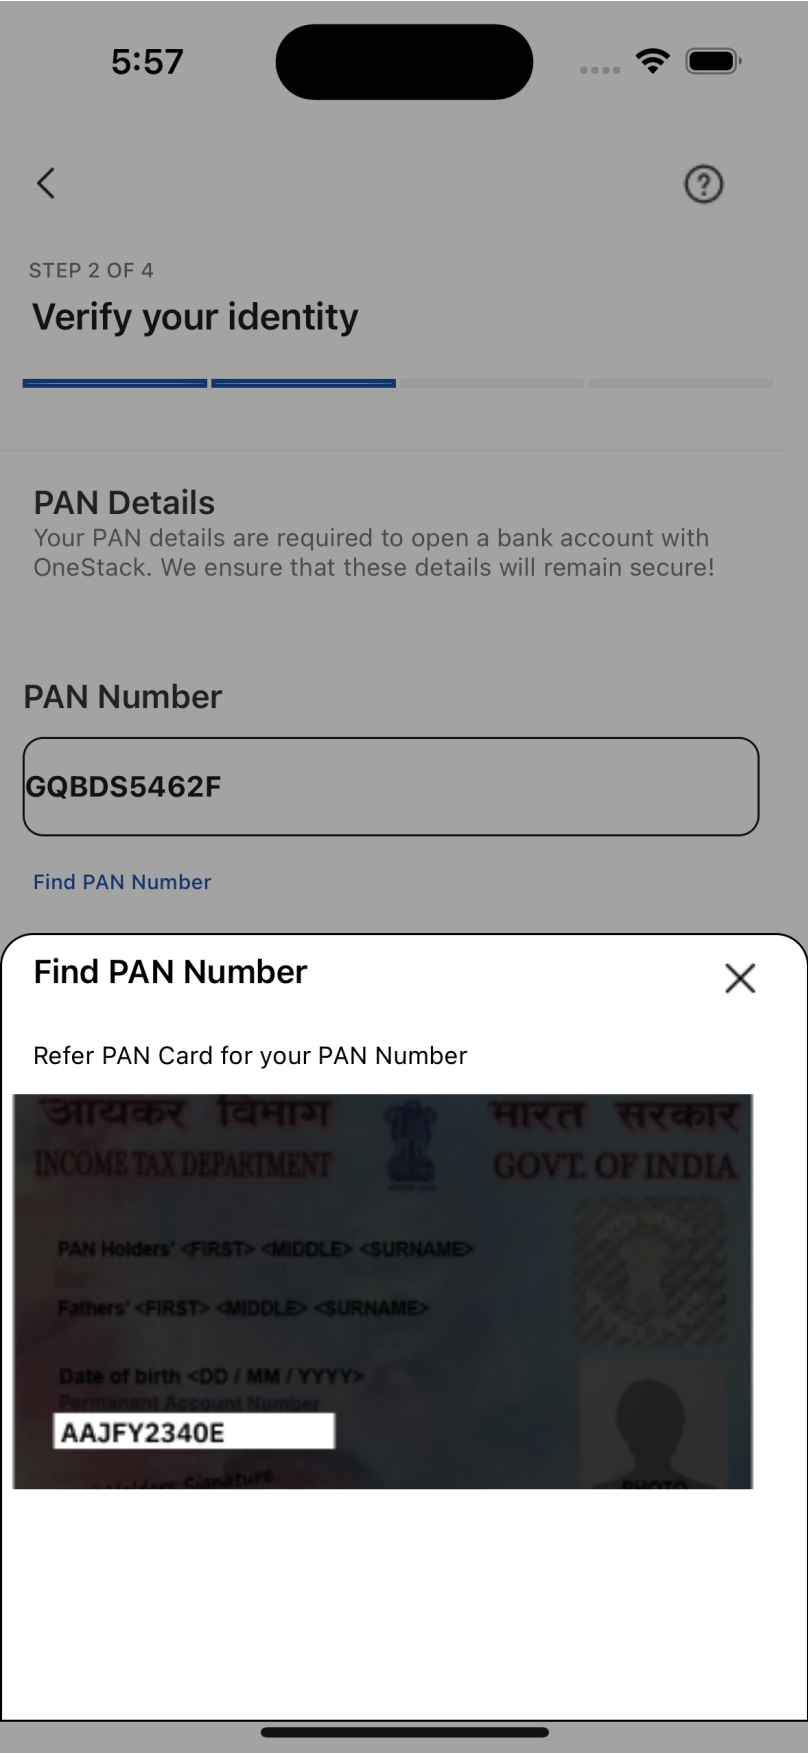 5:57
STEP 2 OF 4
Verify your identity
PAN Details
Your PAN details are required to open a bank account with
OneStack. We ensure that these details will remain secure!
PAN Number
GQBDS5462F
Find PAN Number
Find PAN Number
Refer PAN Card for your PAN Number
आयकर विभाग
भारत सरकार
INCOME TAX DEPARTMENT
GOVT. OF INDIA
PAN Holders' <FIRST> <MIDDLE> <SURNAME>
Fathers' <FIRST> <MIDDLE> <SURNAME>
Date of birth <DD / MM / YYYY>
Permanent Account Number
AAJFY2340E
Holders Signature
PHOTO